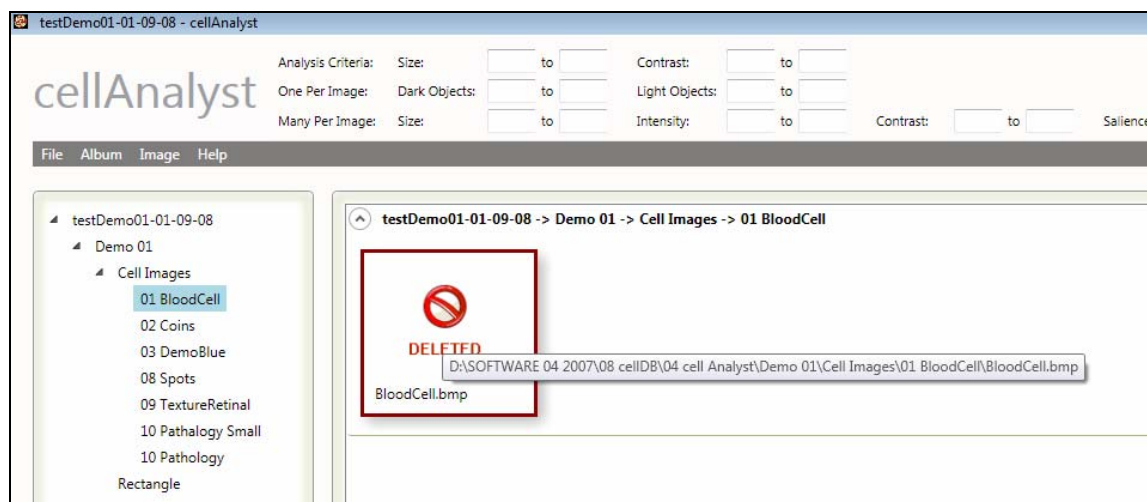 testDemo01-01-09-08 - cellAnalyst
cellAnalyst
Analysis Criteria: Size: to Contrast: to
One Per Image: Dark Objects: to Light Objects: to
Many Per Image: Size: to Intensity: to Contrast: to Salience
File Album Image Help
testDemo01-01-09-08
Demo 01
Cell Images
01 BloodCell
02 Coins
03 DemoBlue
08 Spots
09 TextureRetinal
10 Pathalogy Small
10 Pathology
Rectangle
testDemo01-01-09-08 -> Demo 01 -> Cell Images -> 01 BloodCell
DELETED
D:\SOFTWARE 04 2007\08 cellDB\04 cell Analyst\Demo 01\Cell Images\01 BloodCell\BloodCell.bmp
BloodCell.bmp